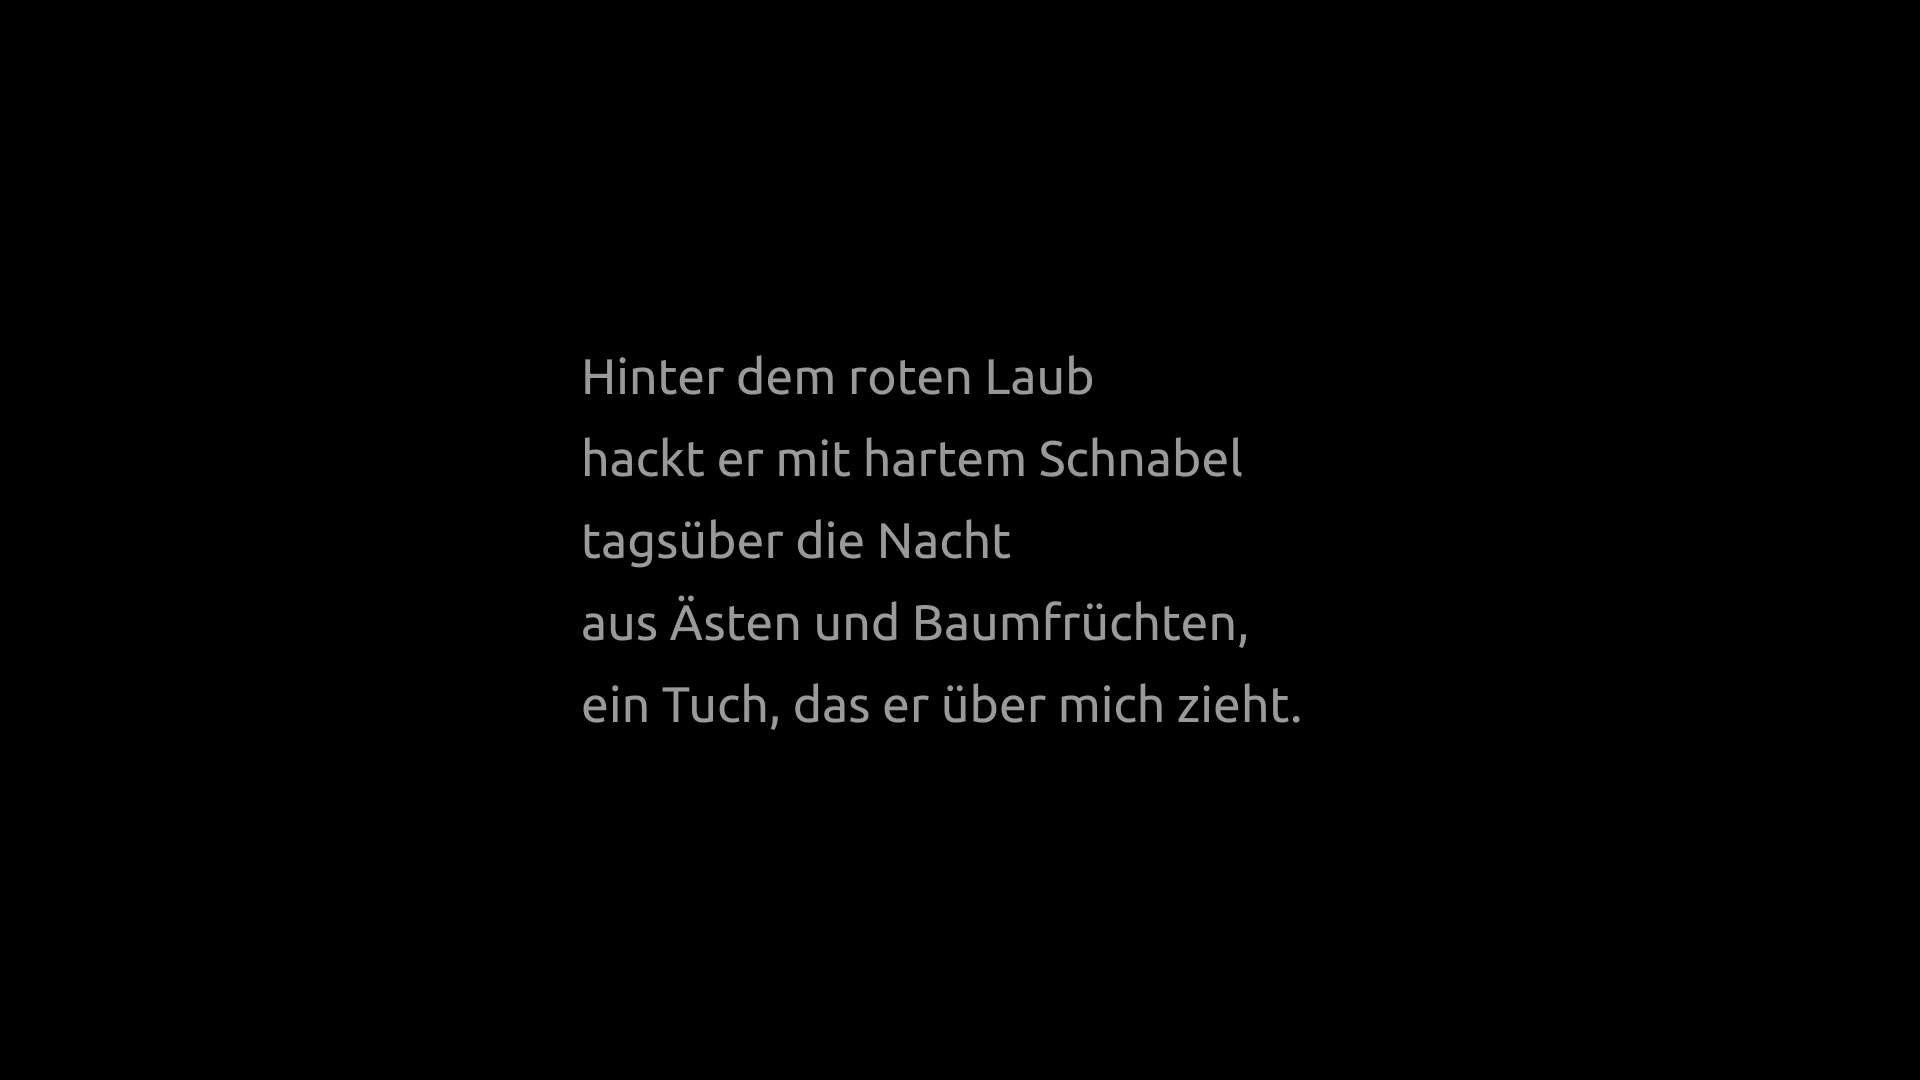 Hinter dem roten Laub
hackt er mit hartem Schnabel
tagsüber die Nacht
aus Ästen und Baumfrüchten,
ein Tuch, das er über mich zieht.